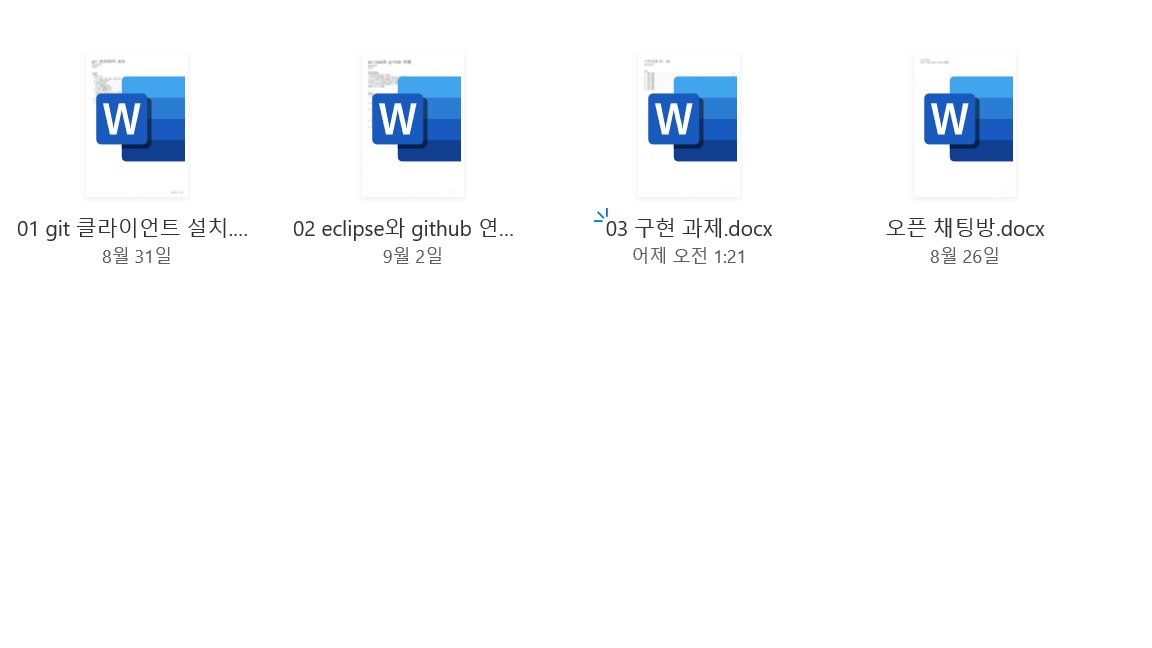 W
W
W
W
01 git 클라이언트 설치....
02 eclipse와 github 연...
03 구현 과제.docx
오픈 채팅방.docx
8월 31일
9월 2일
어제 오전 1:21
8월 26일